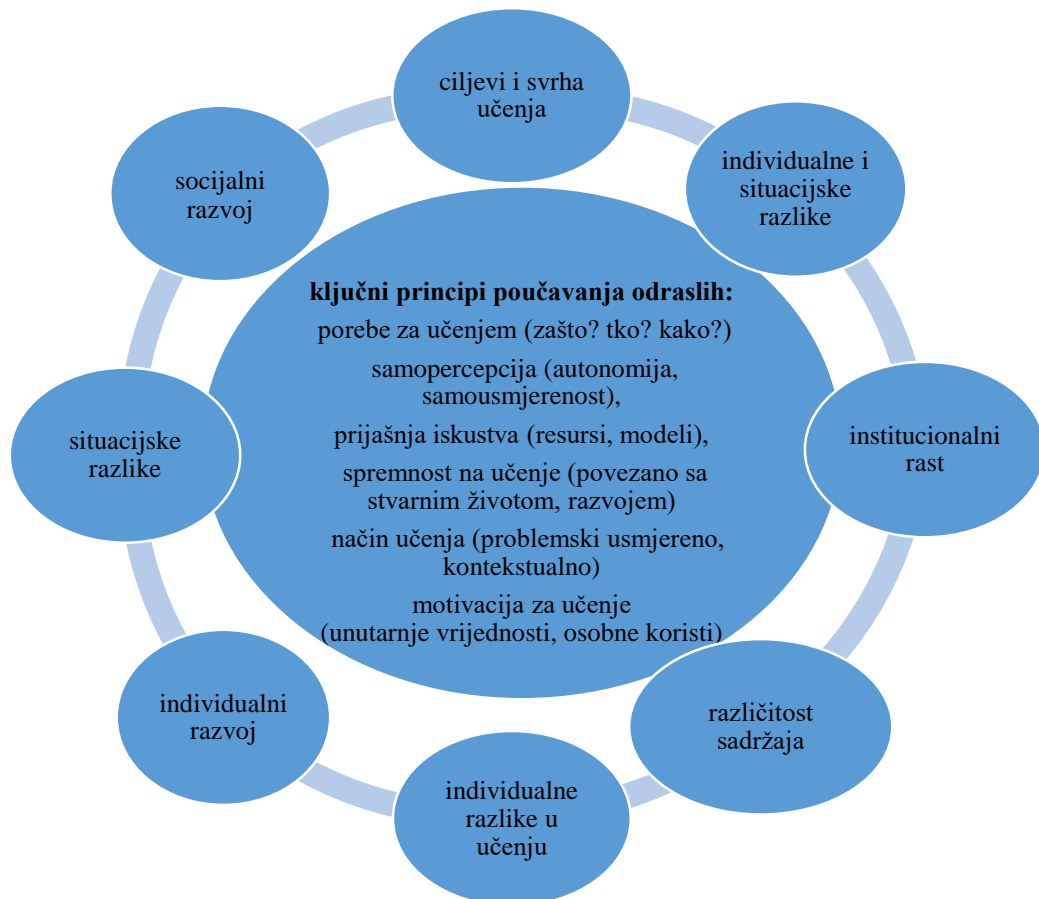 ciljevi i svrha
učenja
individualne i
situacijske
razlike
institucionalni
rast
različitost
sadržaja
individualne
razlike u
učenju
individualni
razvoj
situacijske
razlike
socijalni
razvoj
ključni principi poučavanja odraslih:
porebe za učenjem (zašto? tko? kako?)
samopercepcija (autonomija,
samousmjerenost),
prijašnja iskustva (resursi, modeli),
spremnost na učenje (povezano sa
stvarnim životom, razvojem)
način učenja (problemski usmjereno,
kontekstualno)
motivacija za učenje
(unutarnje vrijednosti, osobne koristi)